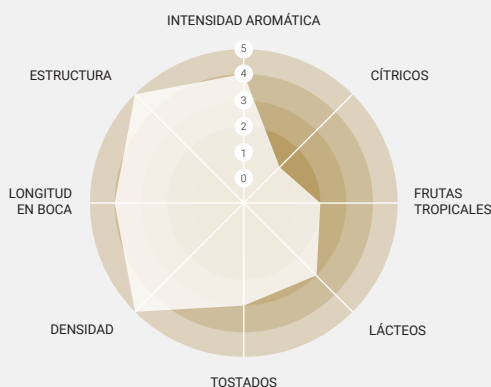 INTENSIDAD AROMÁTICA
5
4
3
2
1
0
ESTRUCTURA
CÍTRICOS
LONGITUD
EN BOCA
FRUTAS
TROPICALES
DENSIDAD
LÁCTEOS
TOSTADOS